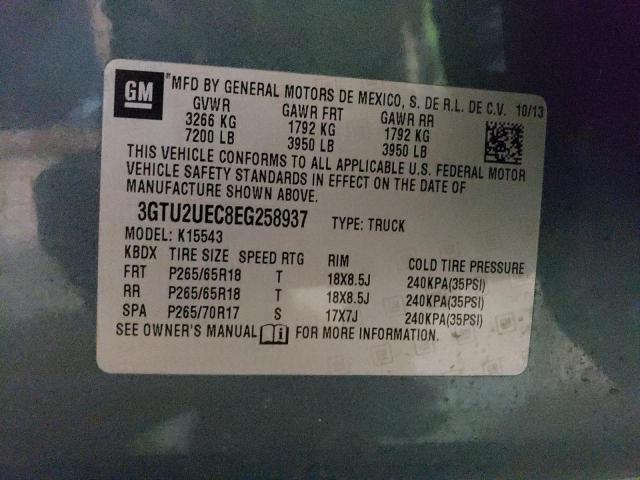 GM
MFD BY GENERAL MOTORS DE MEXICO, S. DE R.L. DE C.V. 10/13
GVWR GAWR FRT GAWR RR
3266 KG 1792 KG 1792 KG
7200 LB 3950 LB 3950 LB
THIS VEHICLE CONFORMS TO ALL APPLICABLE U.S. FEDERAL MOTOR
VEHICLE SAFETY STANDARDS IN EFFECT ON THE DATE OF
MANUFACTURE SHOWN ABOVE.
3GTU2UEC8EG258937 TYPE: TRUCK
MODEL: K15543
KBDX TIRE SIZE SPEED RTG RIM COLD TIRE PRESSURE
FRT P265/65R18 T 18X8.5J 240KPA(35PSI)
RR P265/65R18 T 18X8.5J 240KPA(35PSI)
SPA P265/70R17 S 17X7J 240KPA(35PSI)
SEE OWNER'S MANUAL FOR MORE INFORMATION.